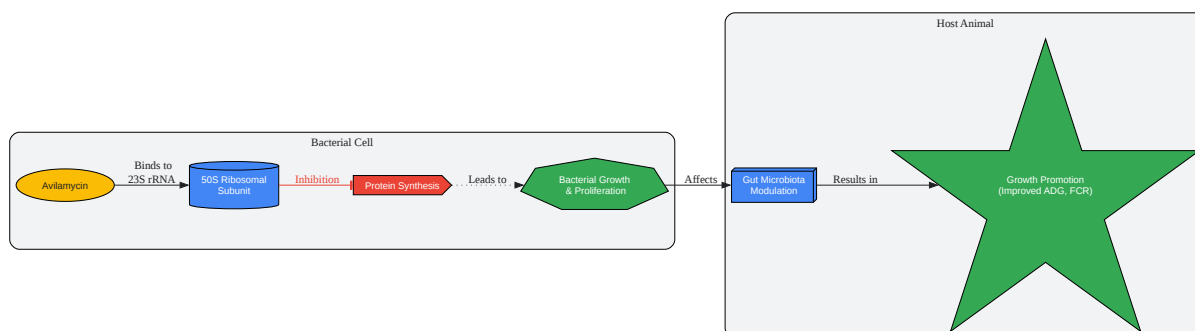 Host Animal
Bacterial Cell
Avilamycin
Binds to
23S rRNA
50S Ribosomal
Subunit
Inhibition
Protein Synthesis
Leads to
Bacterial Growth
& Proliferation
Affects
Gut Microbiota
Modulation
Results in
Growth Promotion
(Improved ADG, FCR)